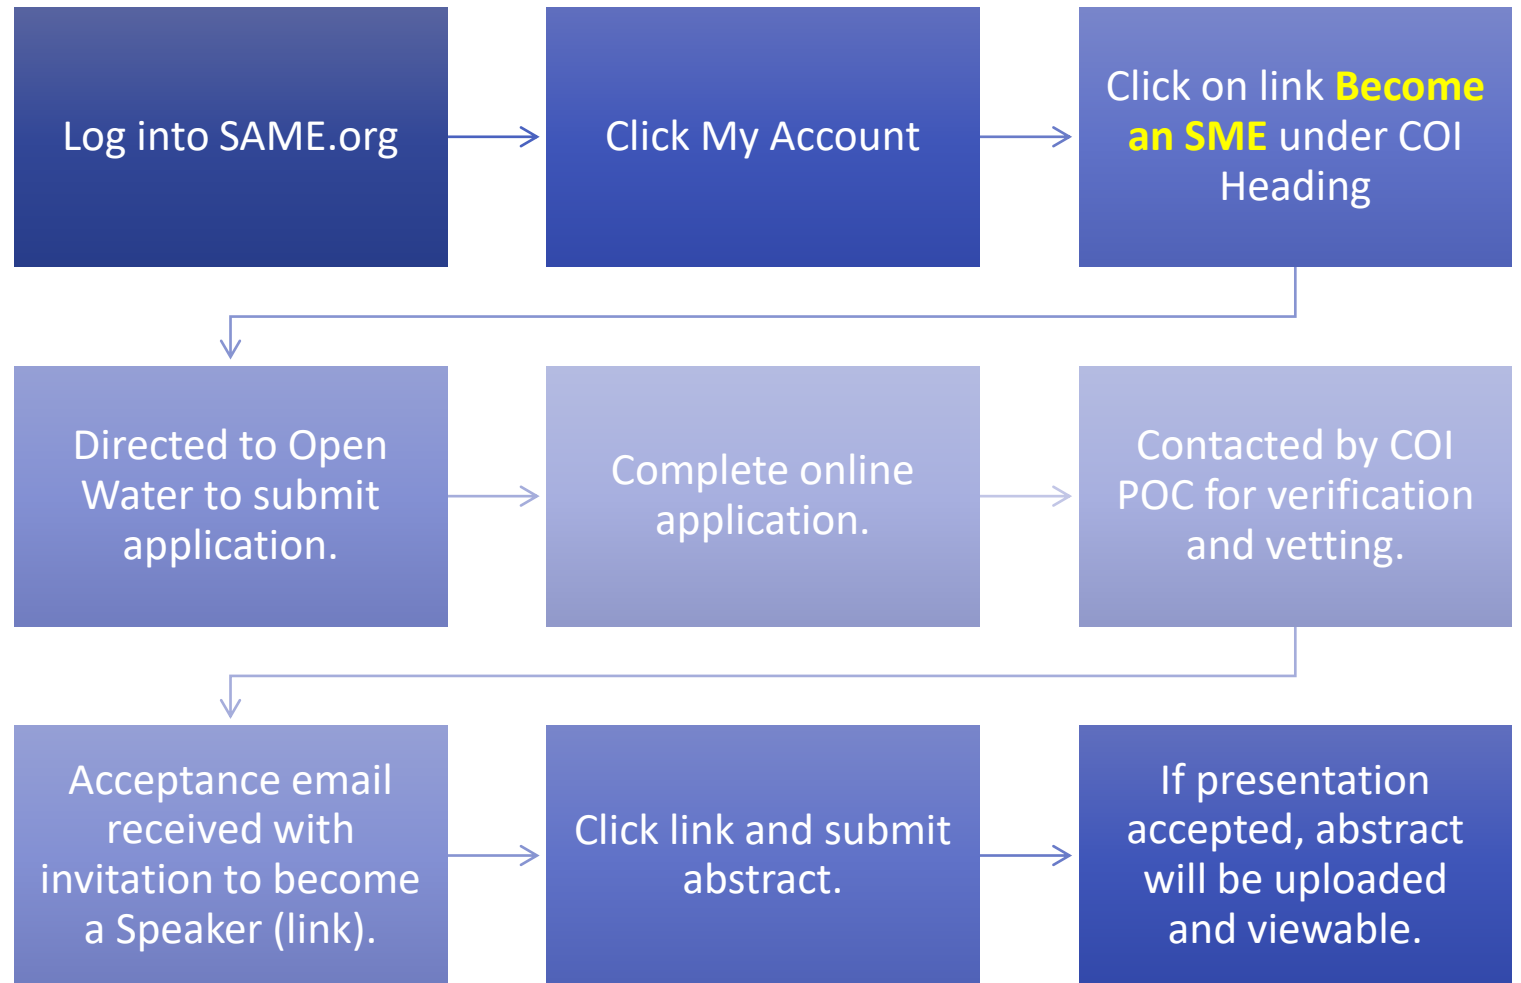 Log into SAME.org
Click My Account
Click on link Become
an SME under COI
Heading
Directed to Open
Water to submit
application.
Complete online
application.
Contacted by COI
POC for verification
and vetting.
Acceptance email
received with
invitation to become
a Speaker (link).
Click link and submit
abstract.
If presentation
accepted, abstract
will be uploaded
and viewable.